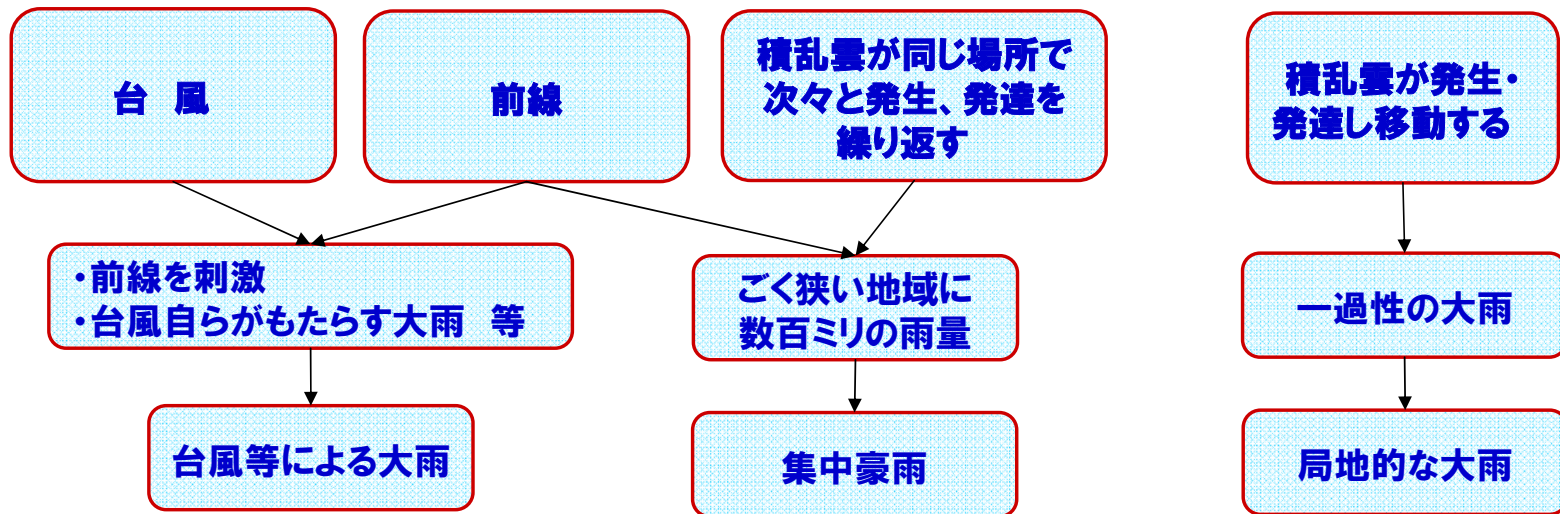 台　風
前線
積乱雲が同じ場所で
次々と発生、発達を
繰り返す
積乱雲が発生・
発達し移動する
・前線を刺激
・台風自らがもたらす大雨　等
ごく狭い地域に
数百ミリの雨量
一過性の大雨
台風等による大雨
集中豪雨
局地的な大雨